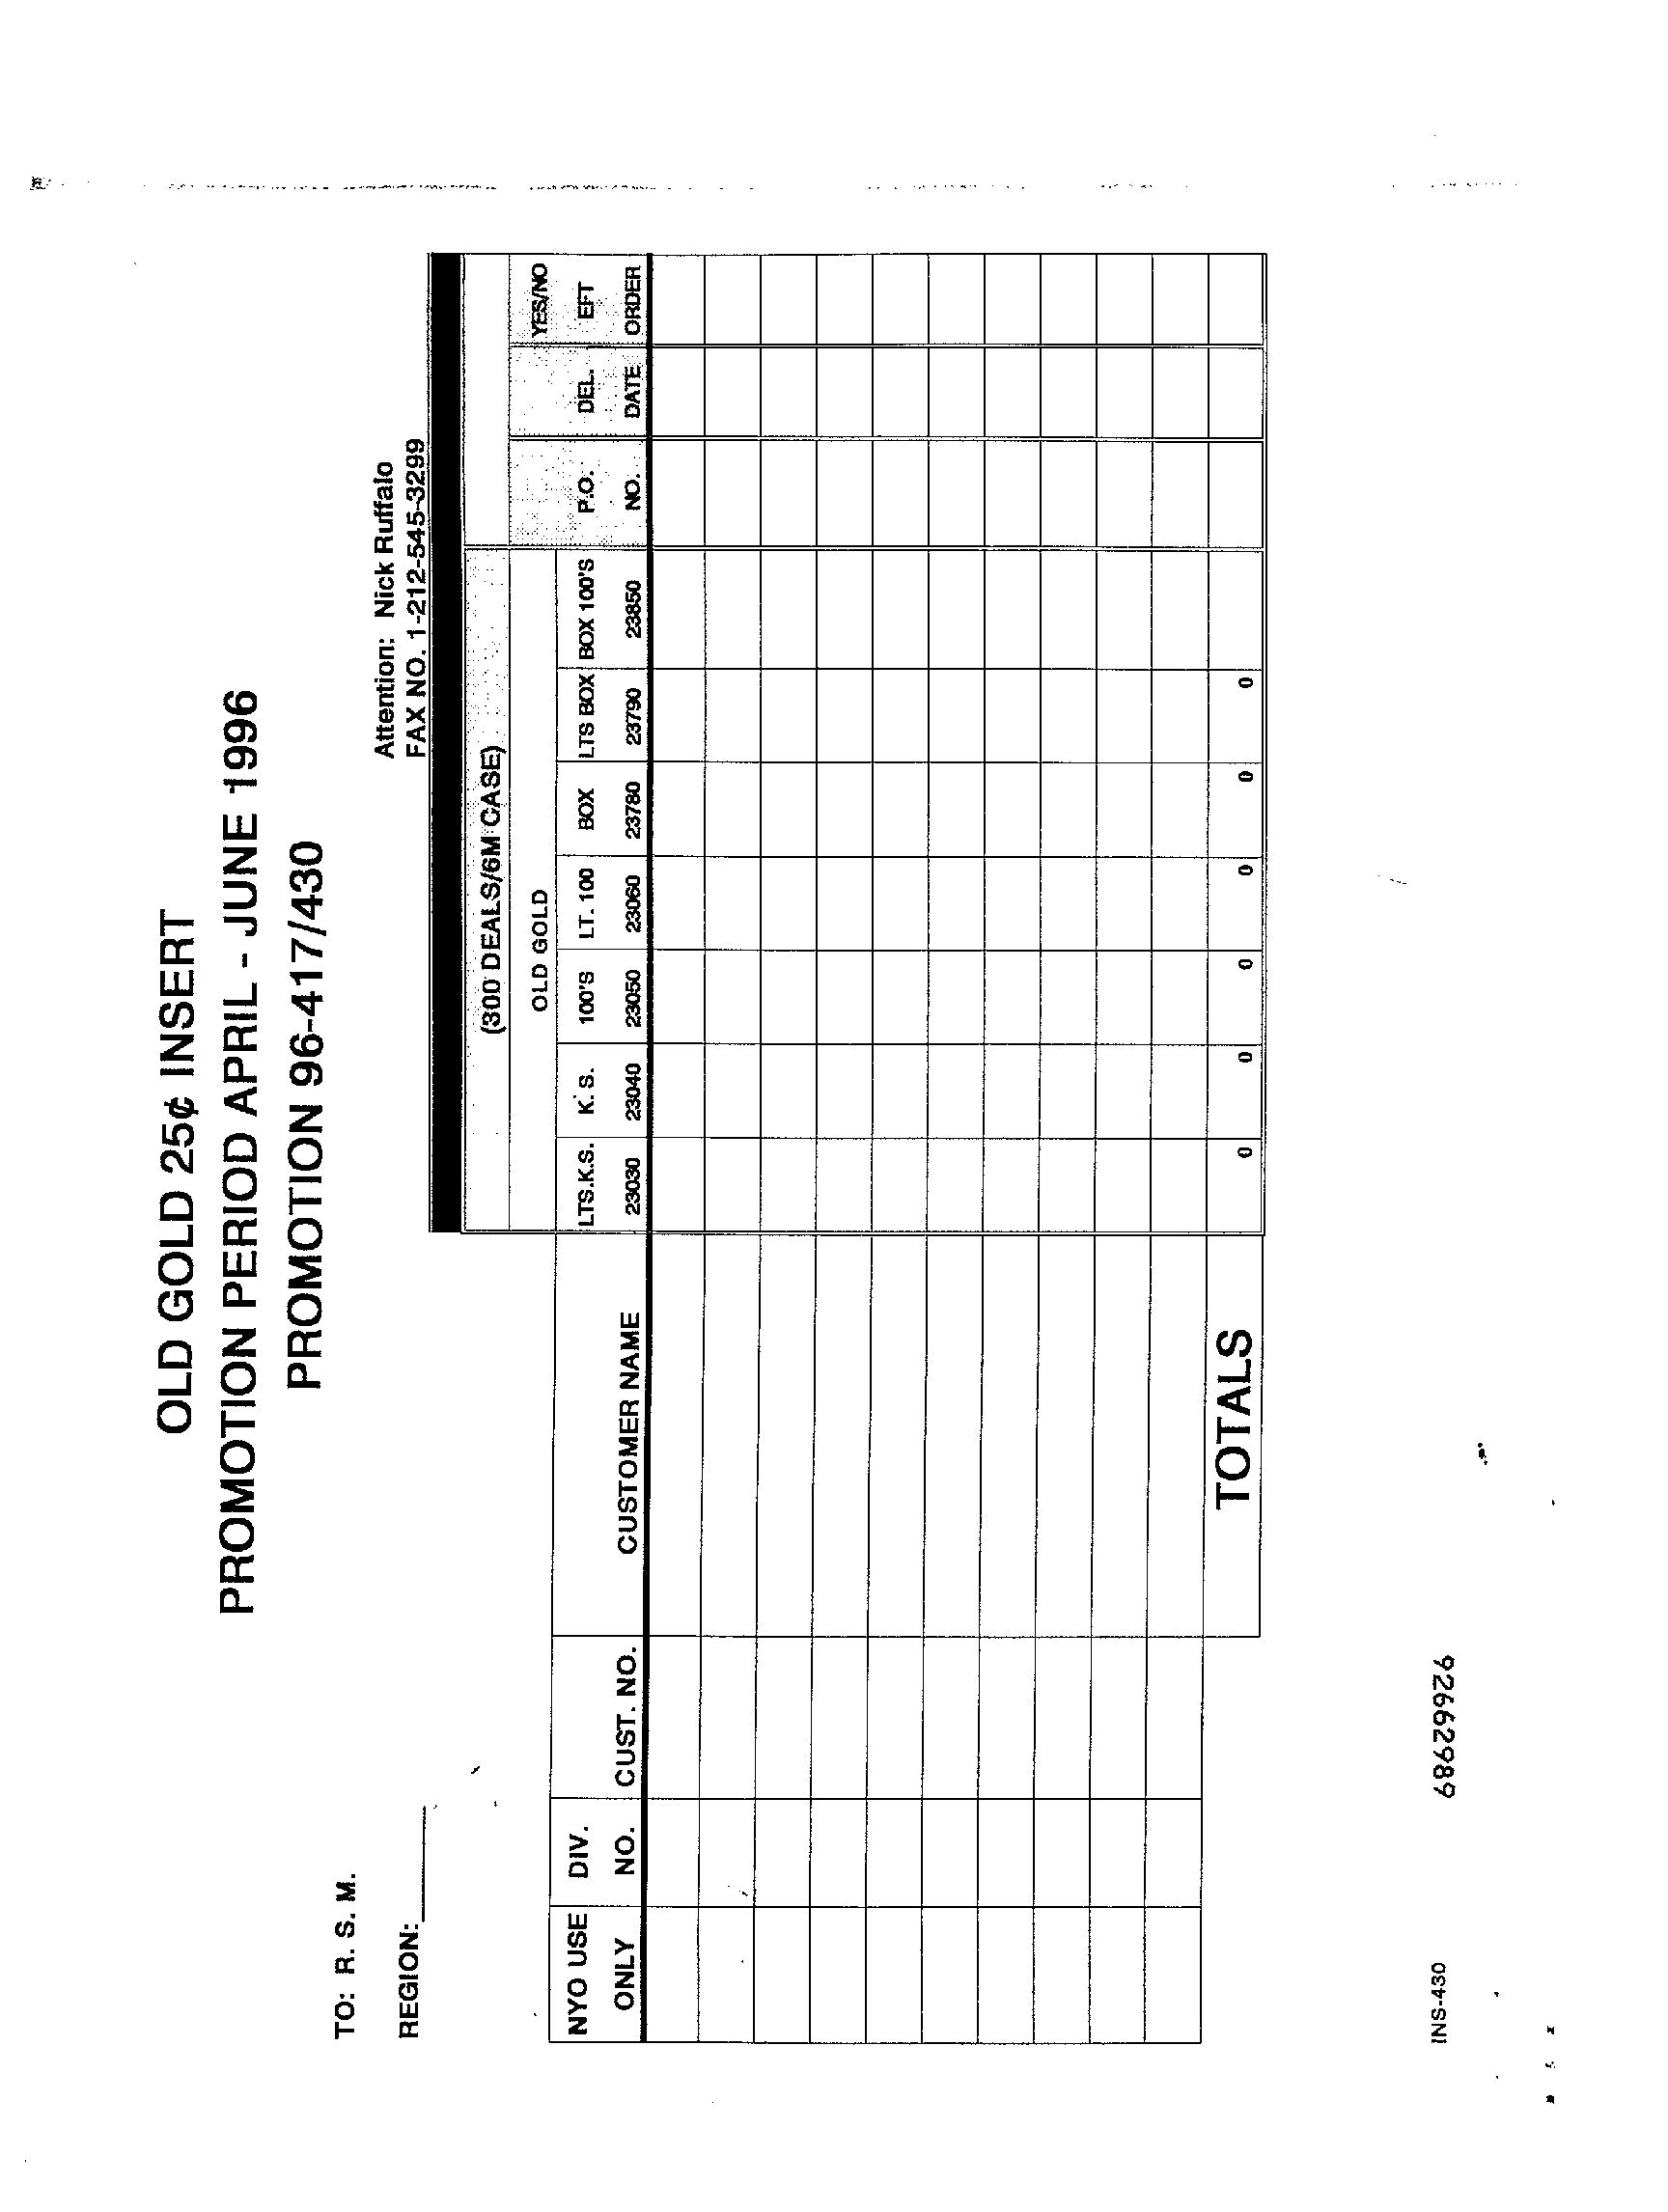 OLD GOLD 25¢ INSERT
PROMOTION PERIOD APRIL - JUNE 1996
PROMOTION 96-417/430
TO: R. S. M.
Attention: Nick Ruffalo
REGION:
FAX NO. 1-212-545-3299
(300 DEALS/6M CASE)
OLD GOLD YES/NO
NYO USE DIV. LTS.K.S. K. S. 100'S LT. 100 BOX LTS BOX BOX 100'S P.O. DEL. EFT
ONLY NO. CUST. NO. CUSTOMER NAME 23030 23040 23050 23060 23780 23790 23850 NO. DATE ORDER
TOTALS 0 0 0 0 0 0
INS-430 92662989